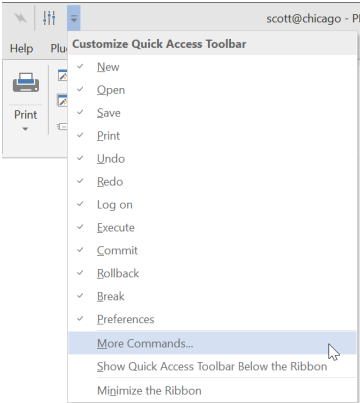 scott@chicago - P
Help Plu
Customize Quick Access Toolbar
Print
New
Open
Save
Print
Undo
Redo
Log on
Execute
Commit
Rollback
Break
Preferences
More Commands...
Show Quick Access Toolbar Below the Ribbon
Minimize the Ribbon